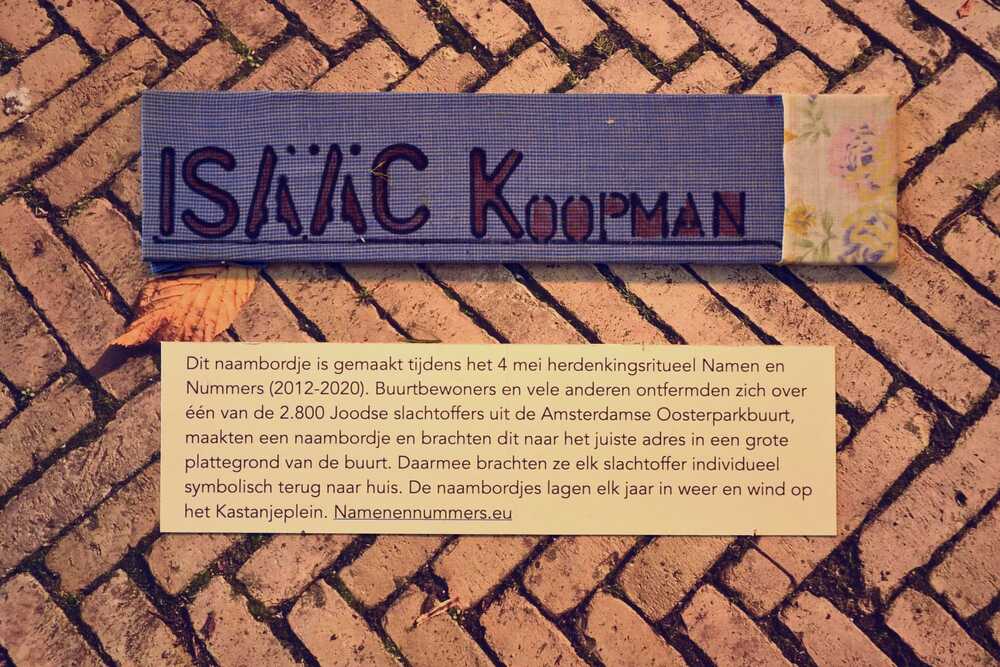 ISAÄC KOOPMAN
Dit naambordje is gemaakt tijdens het 4 mei herdenkingsritueel Namen en
Nummers (2012-2020). Buurtbewoners en vele anderen ontfermden zich over
één van de 2.800 Joodse slachtoffers uit de Amsterdamse Oosterparkbuurt,
maakten een naambordje en brachten dit naar het juiste adres in een grote
plattegrond van de buurt. Daarmee brachten ze elk slachtoffer individueel
symbolisch terug naar huis. De naambordjes lagen elk jaar in weer en wind op
het Kastanjeplein. Namenennummers.eu